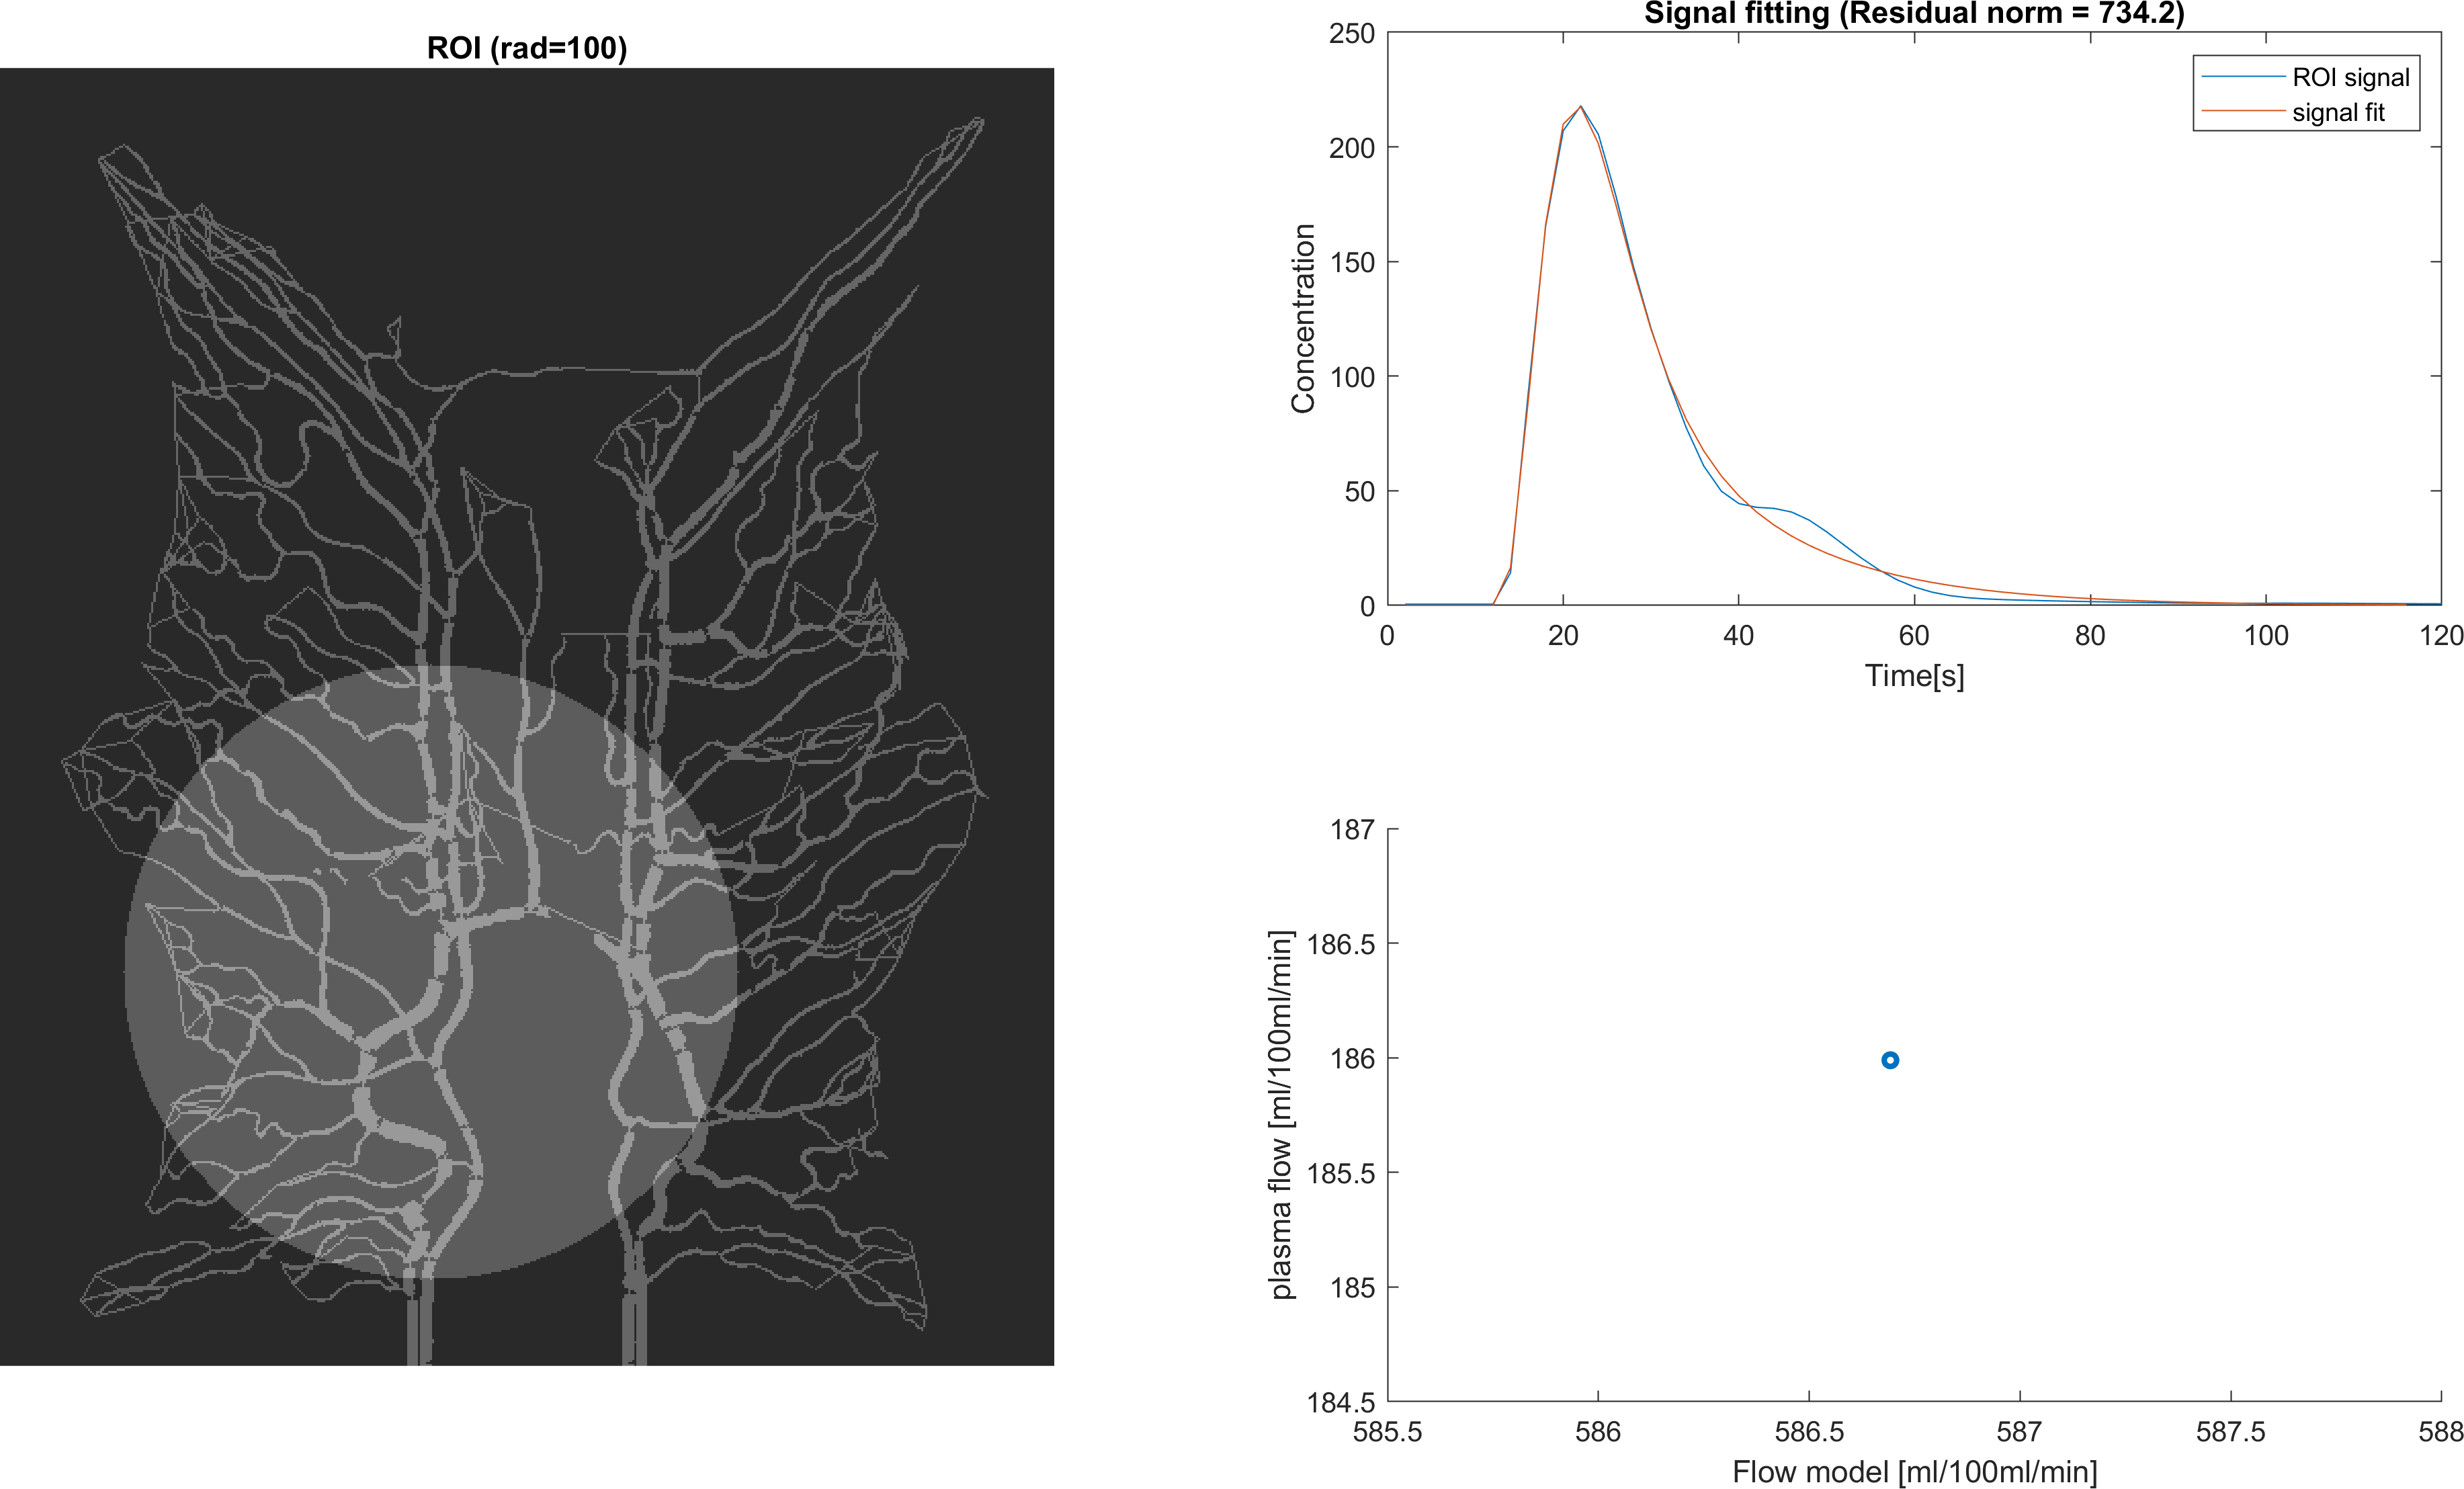 ROI (rad=100)
Signal fitting (Residual norm = 734.2)
250
200
150
100
50
0
Concentration
ROI signal
signal fit
0 20 40 60 80 100 120
Time[s]
187
186.5
186
185.5
185
184.5
plasma flow [ml/100ml/min]
585.5 586 586.5 587 587.5 588
Flow model [ml/100ml/min]